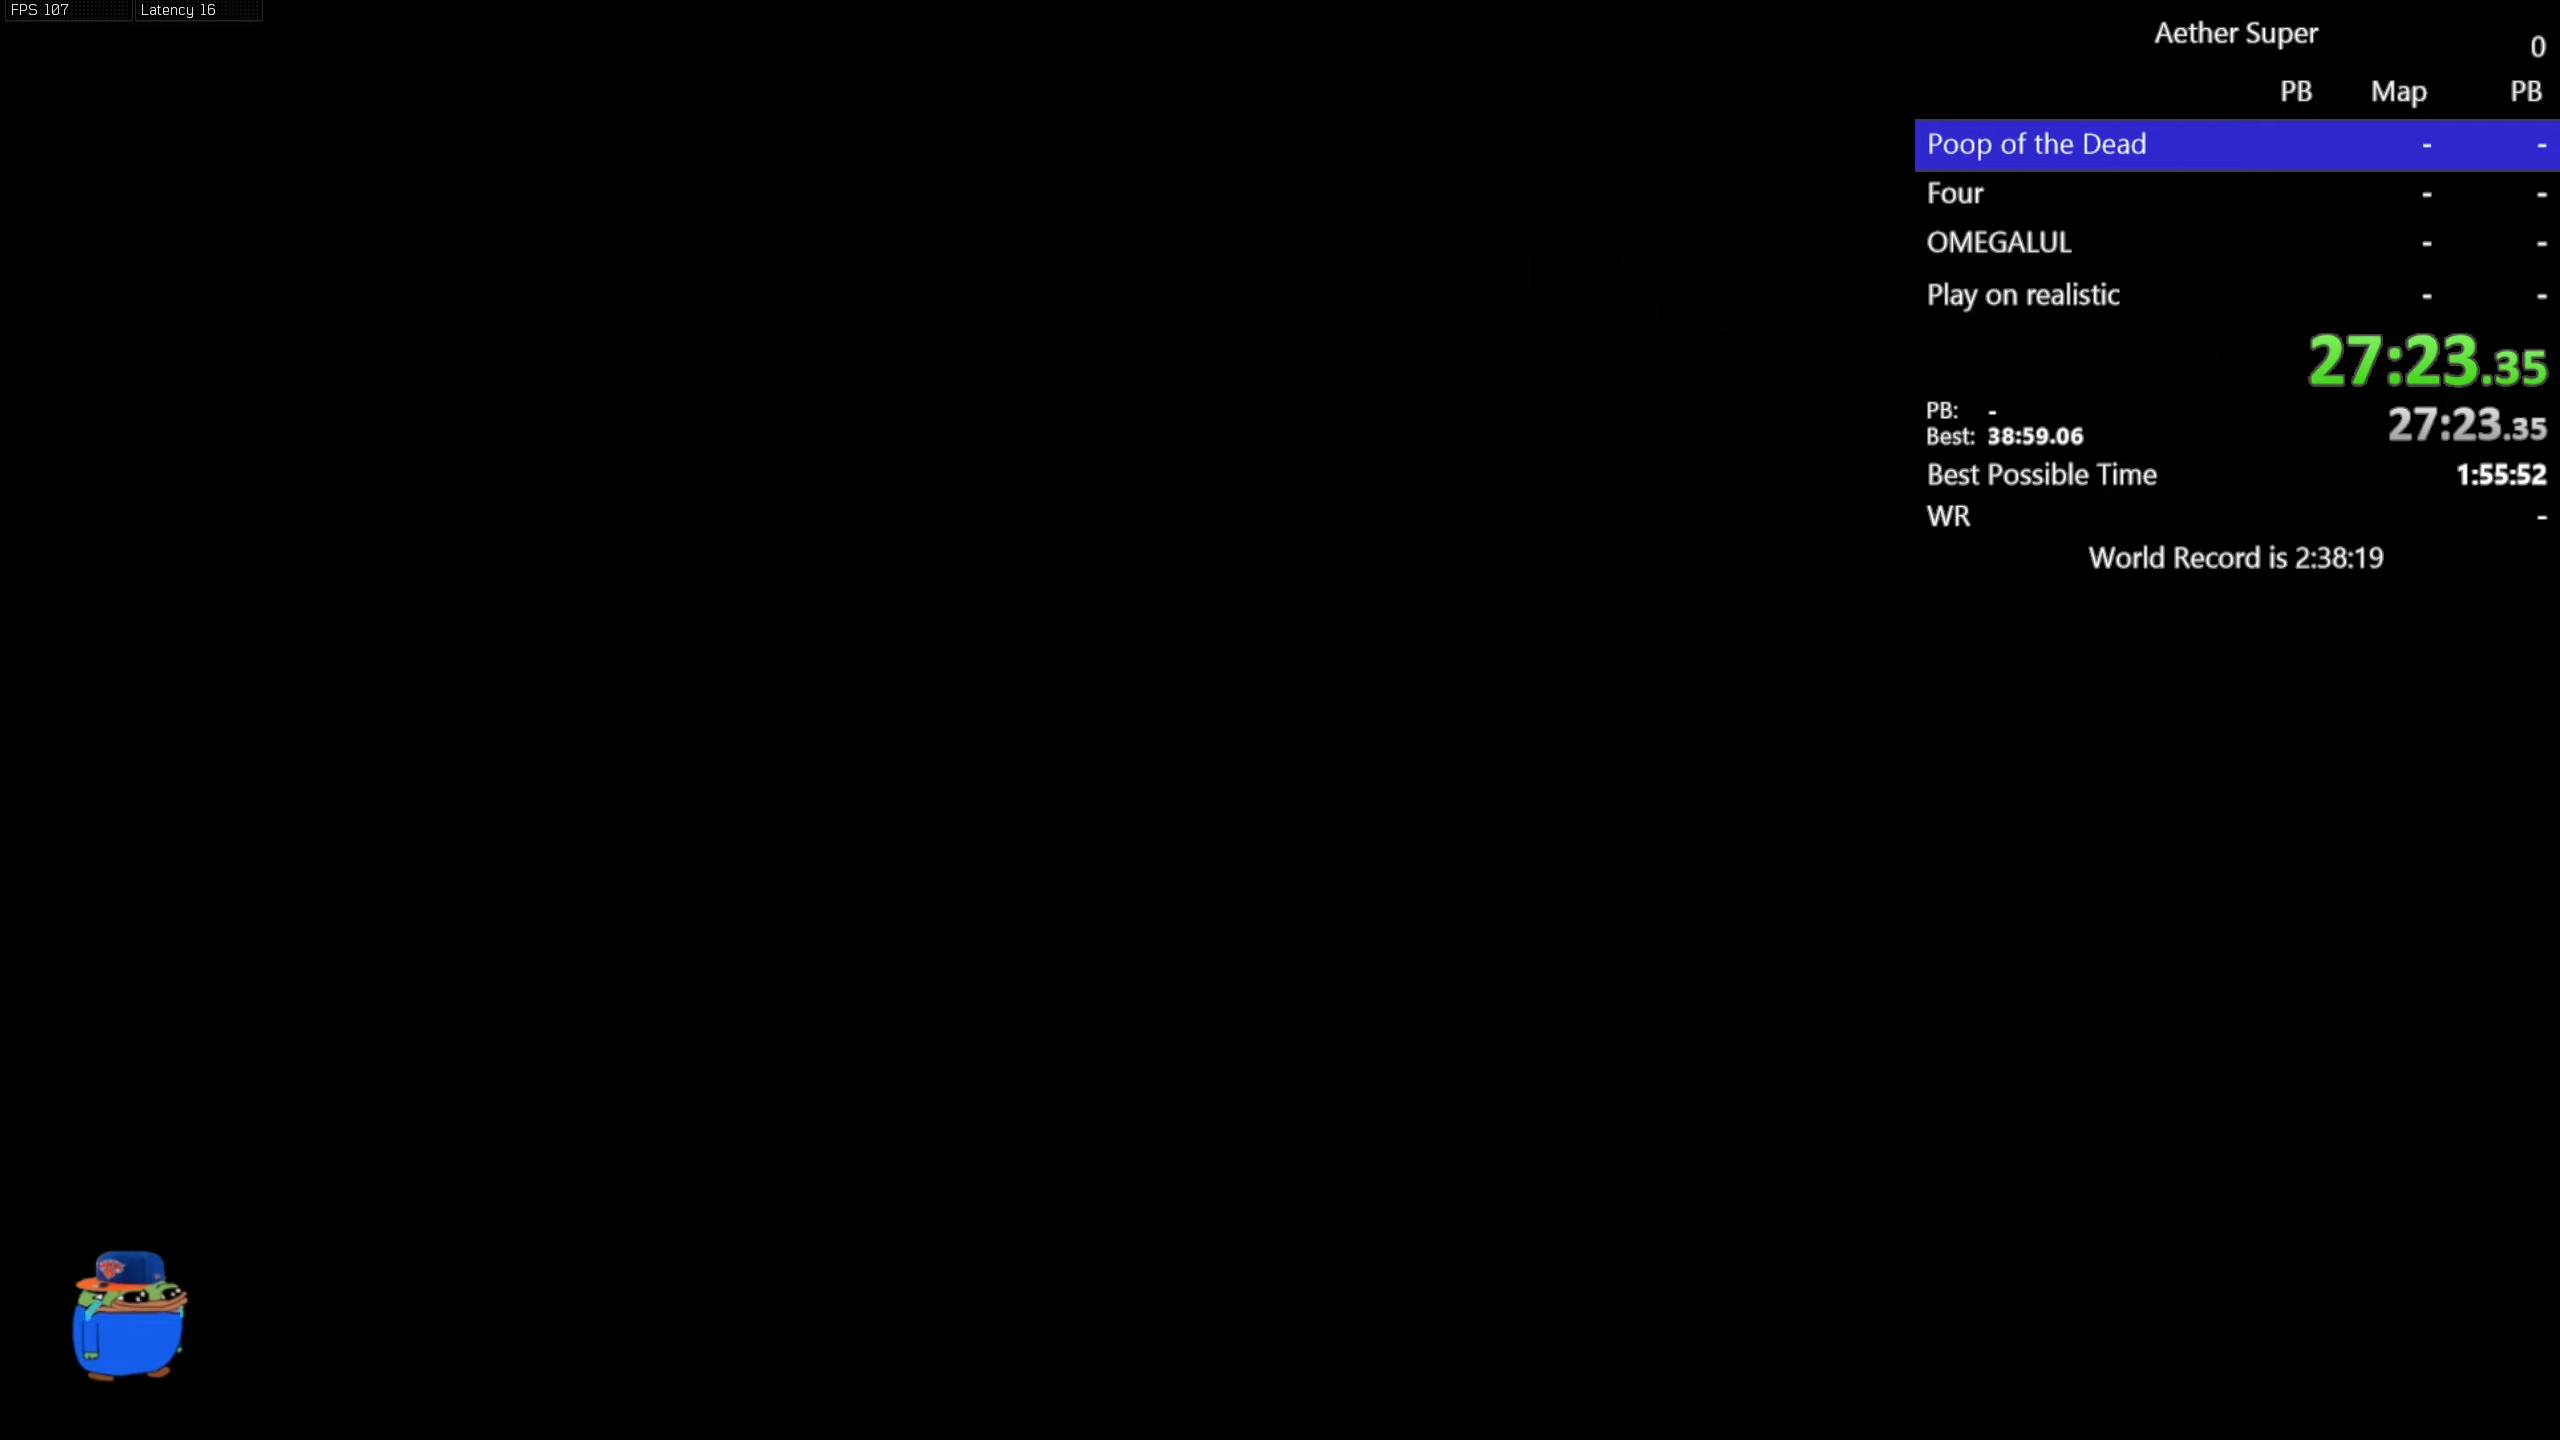 FPS 107 Latency 16
Aether Super
0
PB Map PB
Poop of the Dead - -
Four - -
OMEGALUL - -
Play on realistic - -
27:23.35
PB: -
27:23.35
Best: 38:59.06
Best Possible Time 1:55:52
WR -
World Record is 2:38:19